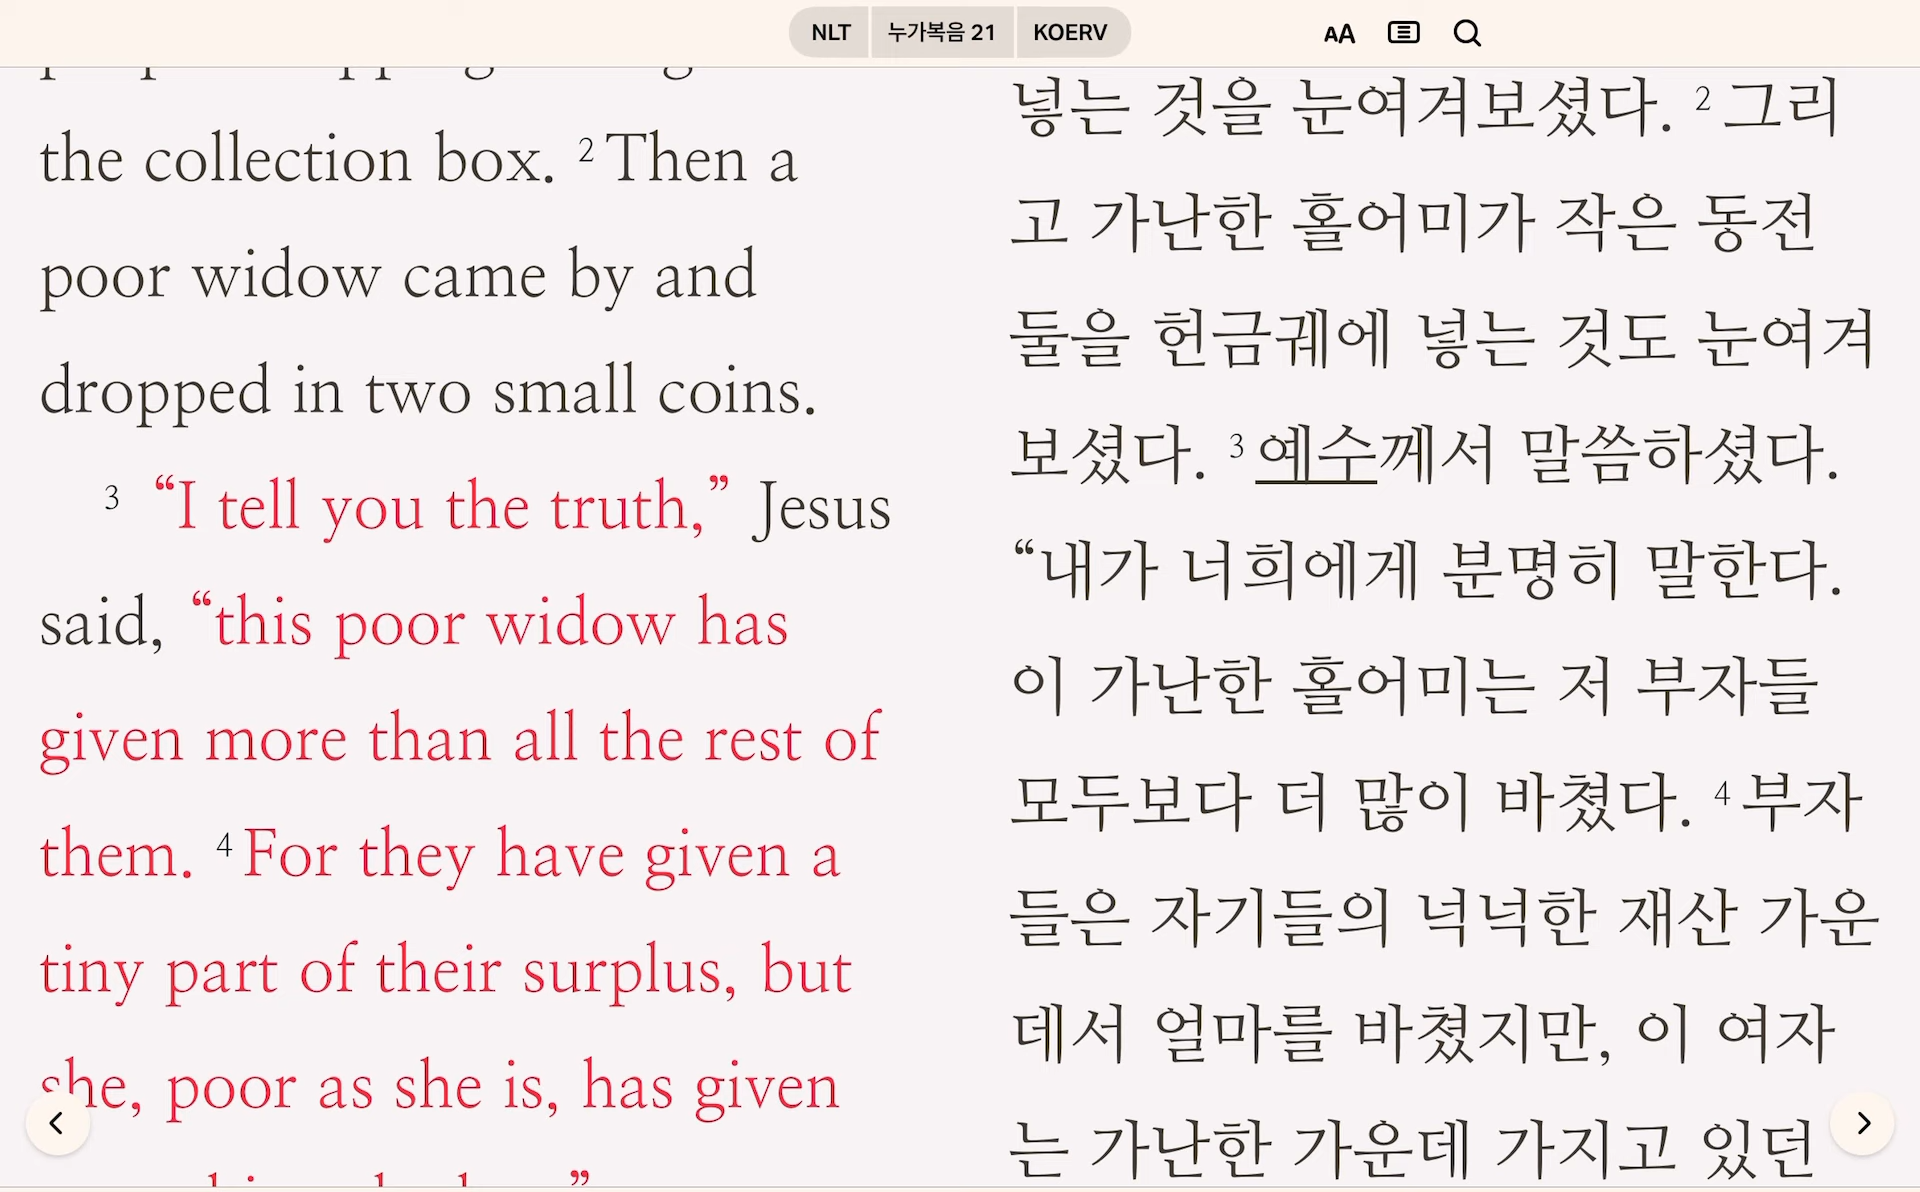 NLT 누가복음 21 KOERV AA
the collection box. 2 Then a
poor widow came by and
dropped in two small coins.
3 “I tell you the truth,” Jesus
said, “this poor widow has
given more than all the rest of
them. 4 For they have given a
tiny part of their surplus, but
she, poor as she is, has given
넣는 것을 눈여겨보셨다. 2 그리
고 가난한 홀어미가 작은 동전
둘을 헌금궤에 넣는 것도 눈여겨
보셨다. 3 예수께서 말씀하셨다.
“내가 너희에게 분명히 말한다.
이 가난한 홀어미는 저 부자들
모두보다 더 많이 바쳤다. 4 부자
들은 자기들의 넉넉한 재산 가운
데서 얼마를 바쳤지만, 이 여자
는 가난한 가운데 가지고 있던